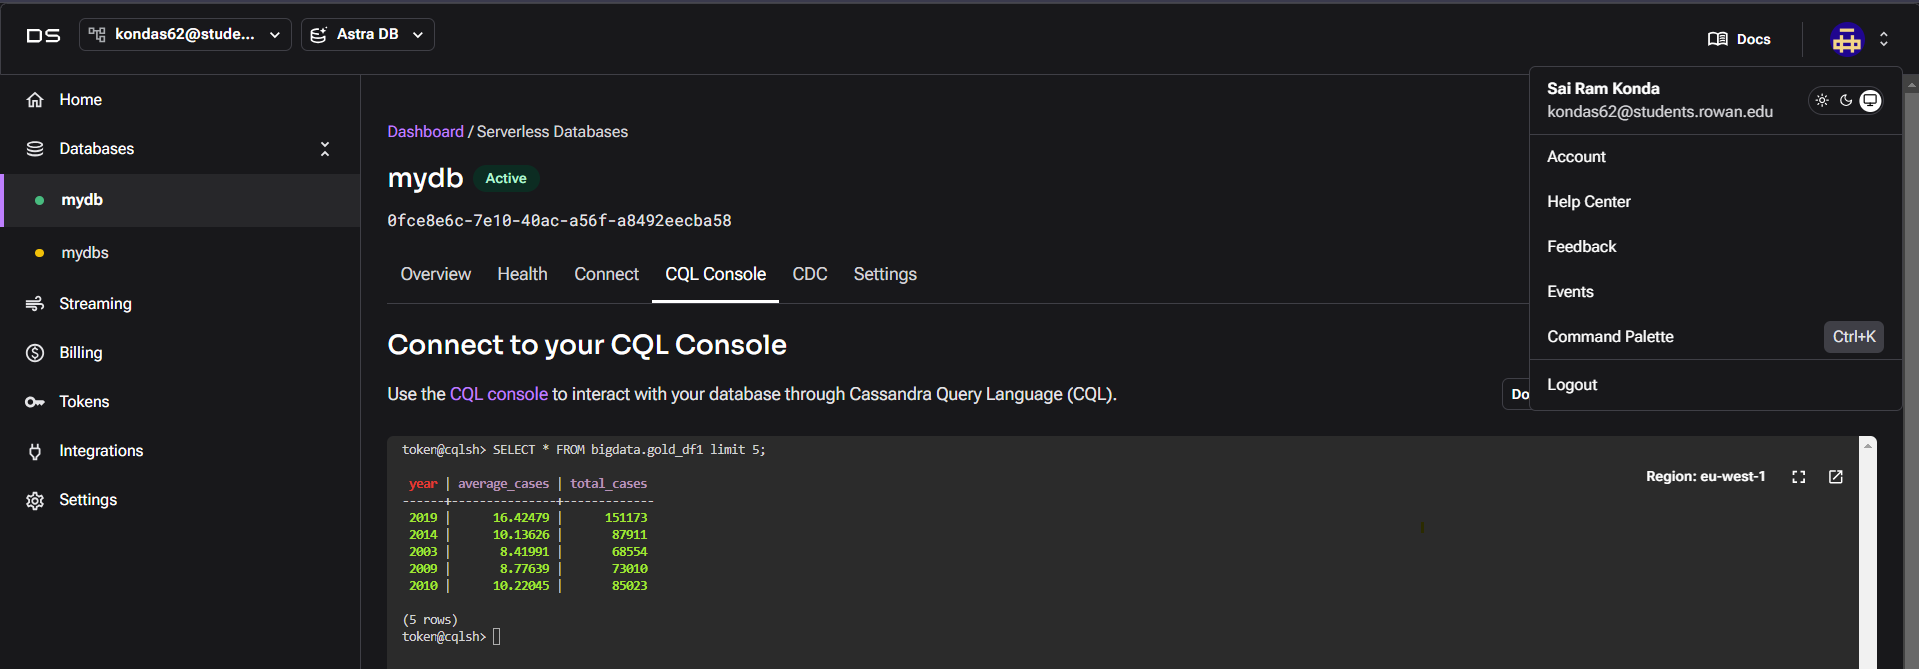 DS
kondas62@stude...
Astra DB
Docs
Sai Ram Konda
kondas62@students.rowan.edu
Account
Help Center
Feedback
Events
Command Palette
Ctrl+K
Logout
Home
Databases
mydb
mydbs
Streaming
Billing
Tokens
Integrations
Settings
Dashboard / Serverless Databases
mydb
Active
0fce8e6c-7e10-40ac-a56f-a8492eecba58
Overview
Health
Connect
CQL Console
CDC
Settings
Connect to your CQL Console
Use the CQL console to interact with your database through Cassandra Query Language (CQL).
Do
token@cqlsh> SELECT * FROM bigdata.gold_df1 limit 5;
Region: eu-west-1
year | average_cases | total_cases
------+---------------+-------------
2019 | 16.42479 | 151173
2014 | 10.13626 | 87911
2003 | 8.41991 | 68554
2009 | 8.77639 | 73010
2010 | 10.22045 | 85023
(5 rows)
token@cqlsh>